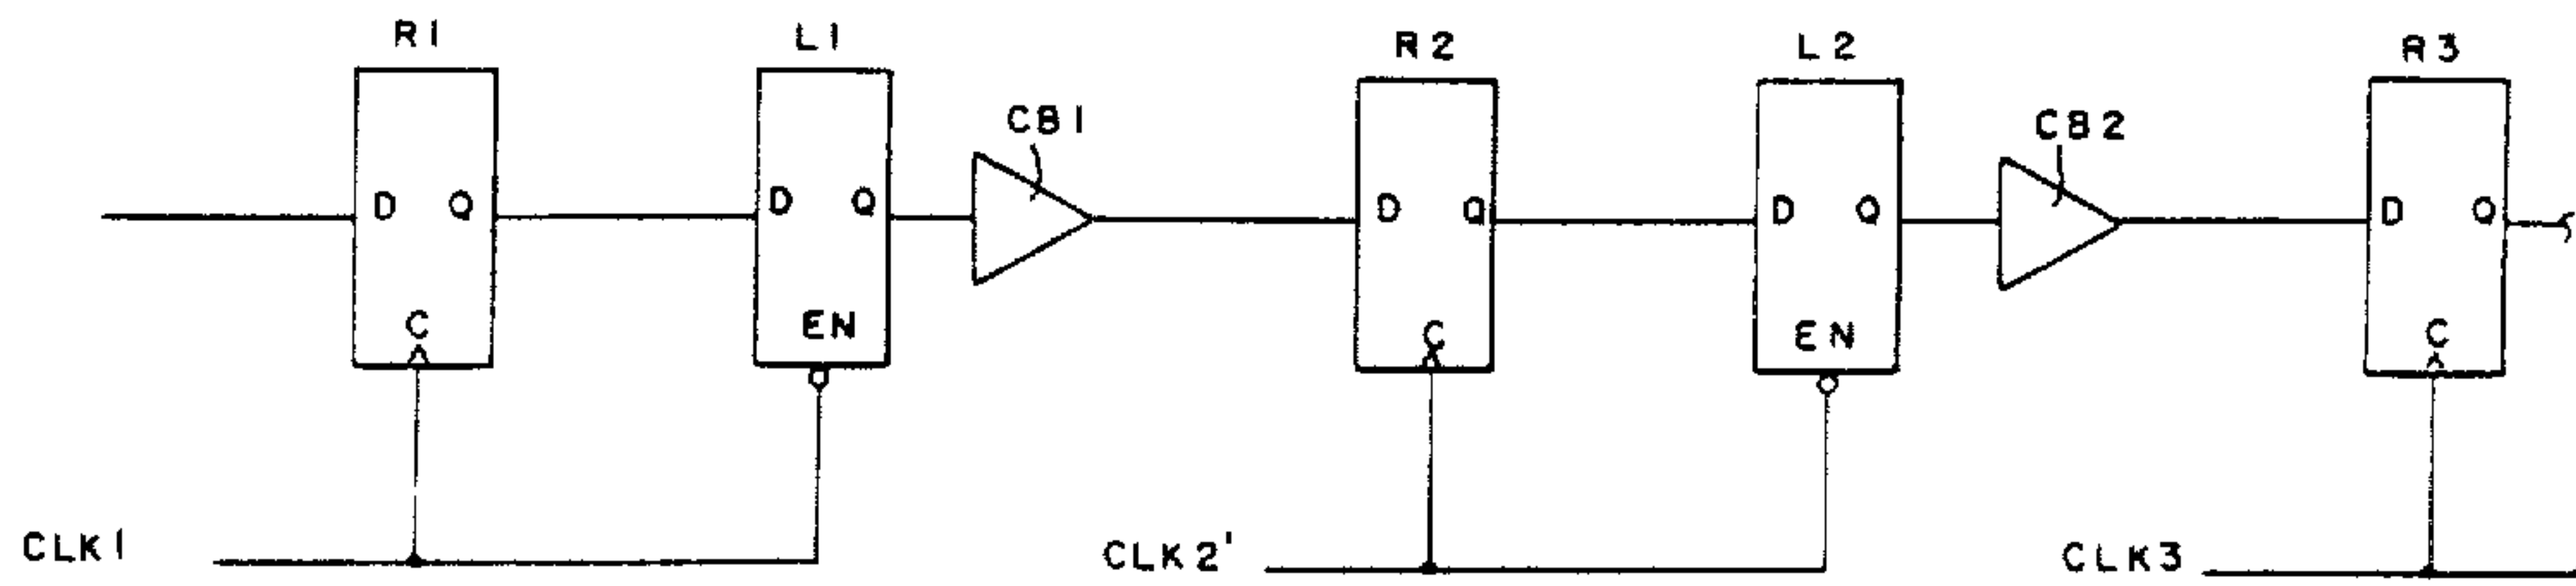 R1
L1
R2
L2
R3
CB1
CB2
D Q
D Q
D Q
D Q
D Q
C
EN
C
EN
C
CLK1
CLK2'
CLK3